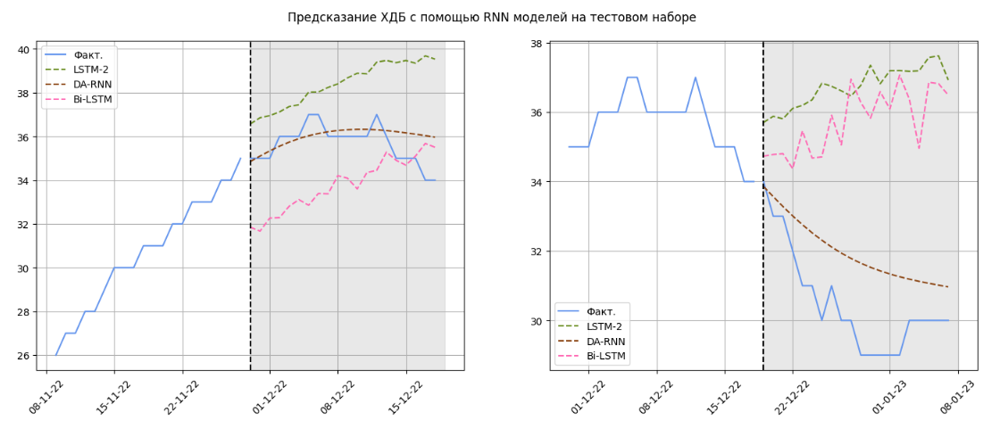 Предсказание ХДБ с помощью RNN моделей на тестовом наборе
40
38
36
34
32
30
28
26
Факт.
LSTM-2
DA-RNN
Bi-LSTM
08-11-22
15-11-22
22-11-22
01-12-22
08-12-22
15-12-22
38
36
34
32
30
Факт.
LSTM-2
DA-RNN
Bi-LSTM
01-12-22
08-12-22
15-12-22
22-12-22
01-01-23
08-01-23